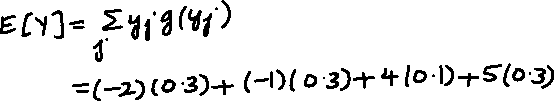 E[Y]= Σ yj g(yj)
j
=(-2)(0.3)+(-1)(0.3)+4(0.1)+5(0.3)